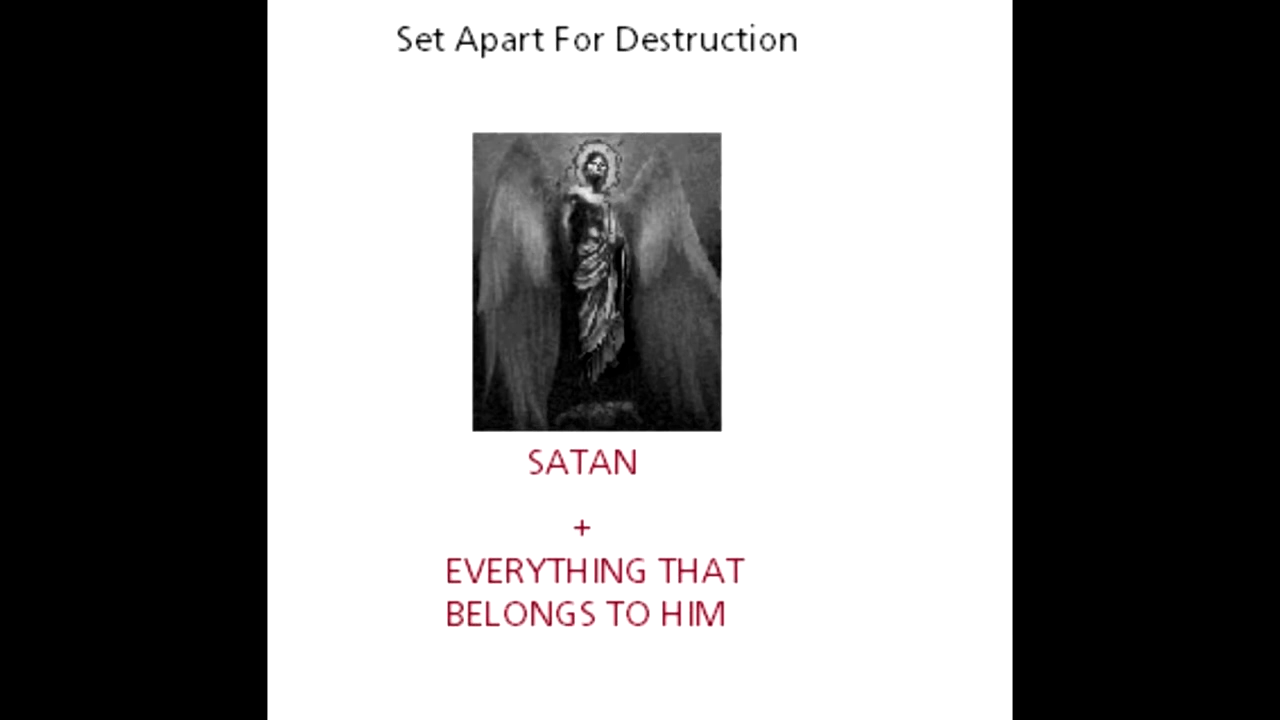 Set Apart For Destruction
SATAN
+
EVERYTHING THAT
BELONGS TO HIM